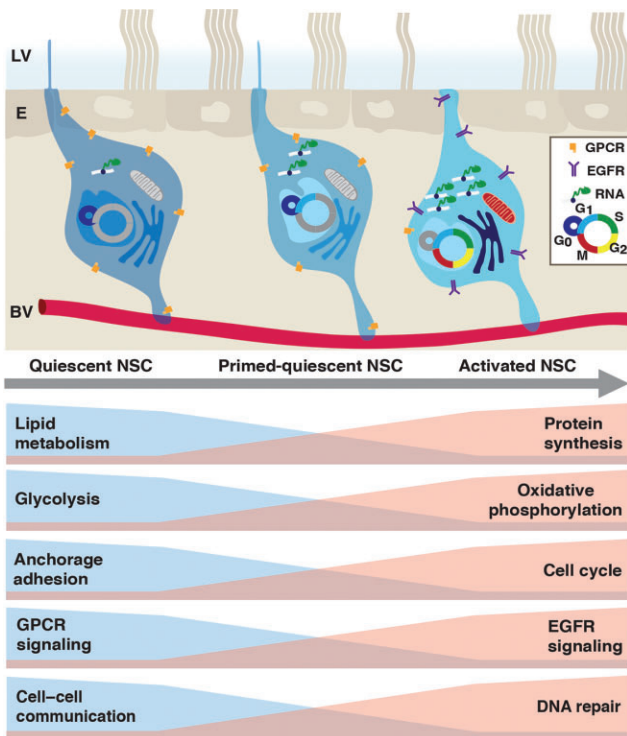 LV
E
GPCR
EGFR
RNA
G1
S
G0
G2
M
BV
Quiescent NSC
Primed-quiescent NSC
Activated NSC
Lipid
metabolism
Protein
synthesis
Glycolysis
Oxidative
phosphorylation
Anchorage
adhesion
Cell cycle
GPCR
signaling
EGFR
signaling
Cell–cell
communication
DNA repair